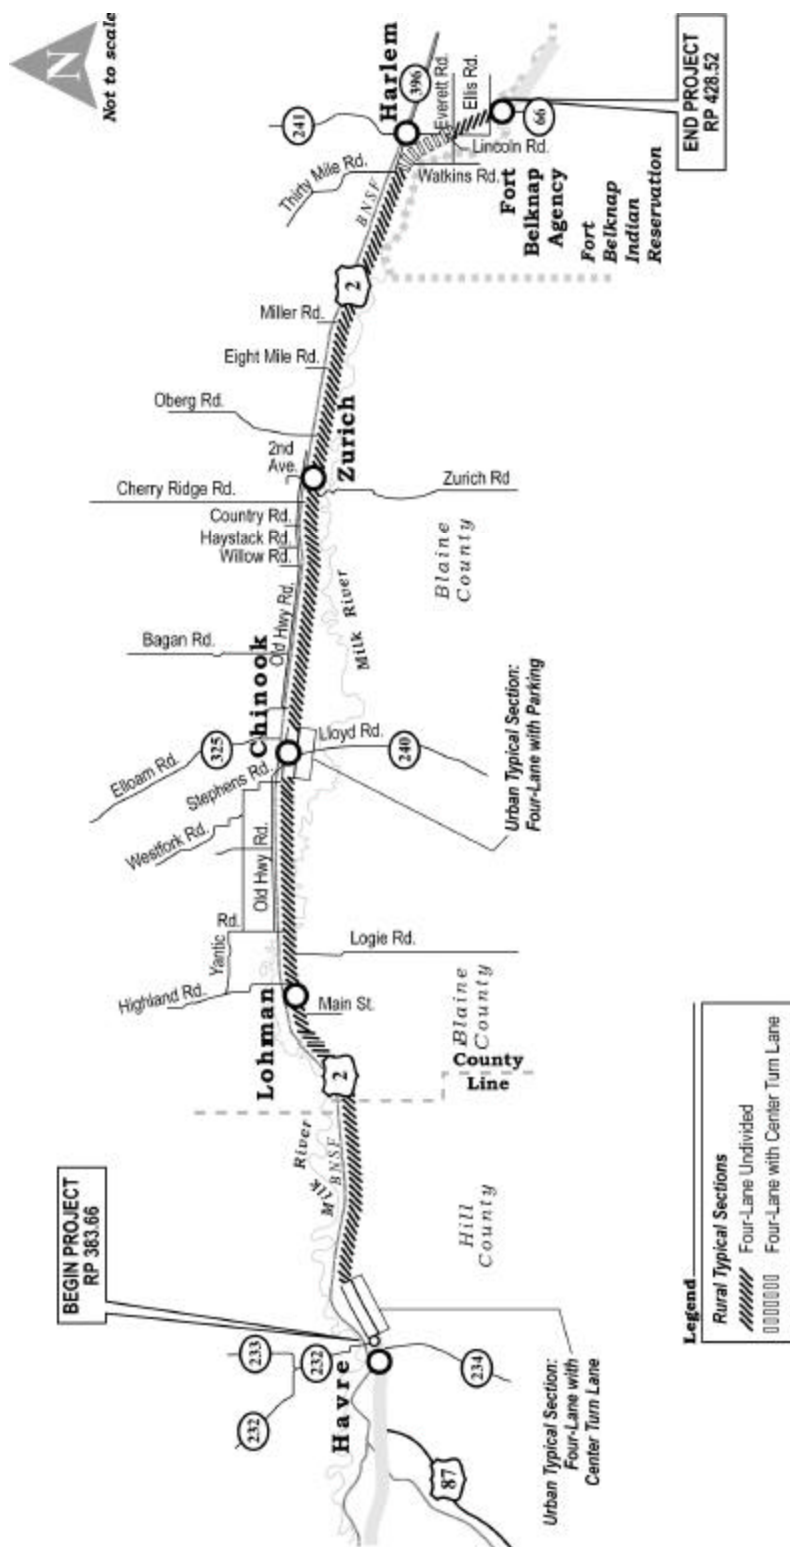 N
Not to scale
BEGIN PROJECT
RP 383.66
232
233
232
Havre
234
87
Urban Typical Section:
Four-Lane with
Center Turn Lane
Milk River
BNSF
Hill
County
2
County
Line
Blaine
County
Lohman
Main St.
Highland Rd.
Yantic
Rd.
Logie Rd.
Old Hwy Rd.
Westfork Rd.
Stephens Rd.
Elloam Rd.
325
Chinook
Lloyd Rd.
240
Urban Typical Section:
Four-Lane with Parking
Bagan Rd.
Old Hwy Rd.
Milk River
Willow Rd.
Haystack Rd.
Country Rd.
Cherry Ridge Rd.
2nd
Ave.
Zurich
Zurich Rd
Blaine
County
Oberg Rd.
Eight Mile Rd.
Miller Rd.
2
BNSF
Thirty Mile Rd.
241
Harlem
396
Everett Rd.
Ellis Rd.
Lincoln Rd.
Watkins Rd.
66
Fort
Belknap
Agency
Fort
Belknap
Indian
Reservation
END PROJECT
RP 428.52
Legend
Rural Typical Sections
Four-Lane Undivided
Four-Lane with Center Turn Lane